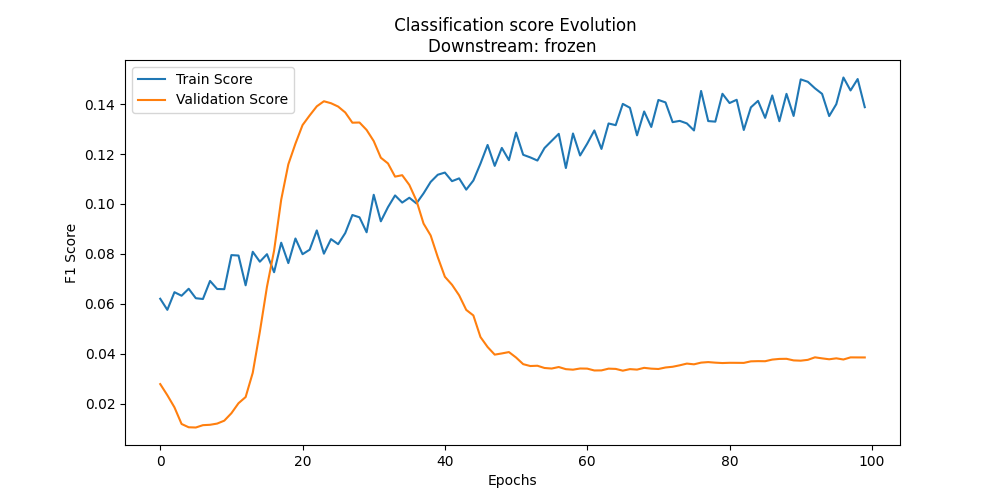 Classification score Evolution
Downstream: frozen
Train Score
Validation Score
F1 Score
0.14
0.12
0.10
0.08
0.06
0.04
0.02
0 20 40 60 80 100
Epochs